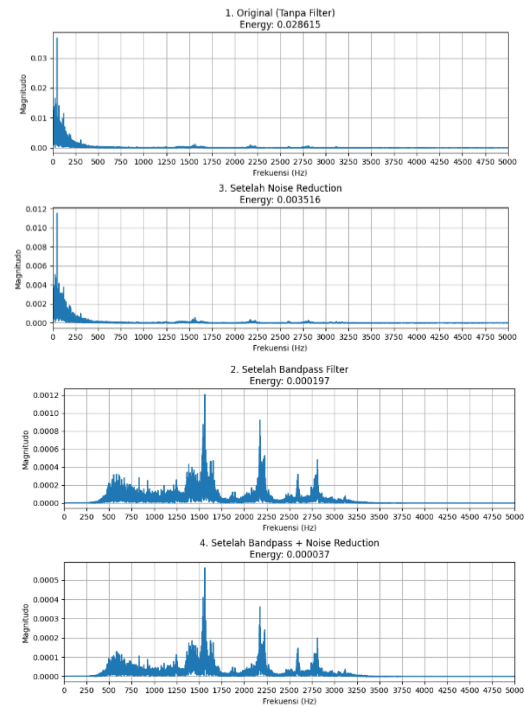 1. Original (Tanpa Filter)
Energy: 0.028615
Magnitudo
0.03
0.02
0.01
0.00
0 250 500 750 1000 1250 1500 1750 2000 2250 2500 2750 3000 3250 3500 3750 4000 4250 4500 4750 5000
Frekuensi (Hz)
3. Setelah Noise Reduction
Energy: 0.003516
Magnitudo
0.012
0.010
0.008
0.006
0.004
0.002
0.000
0 250 500 750 1000 1250 1500 1750 2000 2250 2500 2750 3000 3250 3500 3750 4000 4250 4500 4750 5000
Frekuensi (Hz)
2. Setelah Bandpass Filter
Energy: 0.000197
Magnitudo
0.0012
0.0010
0.0008
0.0006
0.0004
0.0002
0.0000
0 250 500 750 1000 1250 1500 1750 2000 2250 2500 2750 3000 3250 3500 3750 4000 4250 4500 4750 5000
Frekuensi (Hz)
4. Setelah Bandpass + Noise Reduction
Energy: 0.000037
Magnitudo
0.0005
0.0004
0.0003
0.0002
0.0001
0.0000
0 250 500 750 1000 1250 1500 1750 2000 2250 2500 2750 3000 3250 3500 3750 4000 4250 4500 4750 5000
Frekuensi (Hz)